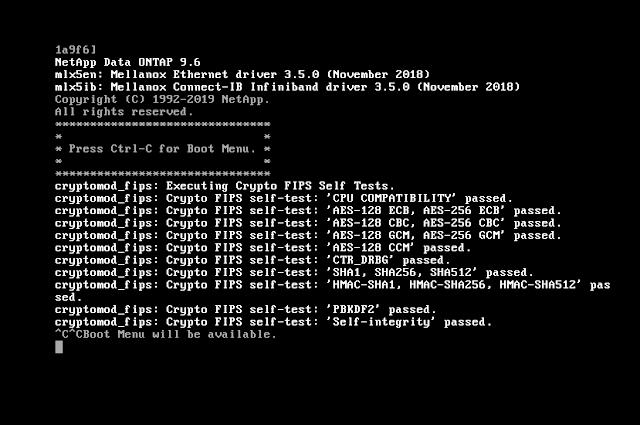 1a9f6]
NetApp Data ONTAP 9.6
mlx5en: Mellanox Ethernet driver 3.5.0 (November 2018)
mlx5ib: Mellanox Connect-IB Infiniband driver 3.5.0 (November 2018)
Copyright (C) 1992-2019 NetApp.
All rights reserved.
*******************************
*                             *
* Press Ctrl-C for Boot Menu. *
*                             *
*******************************
cryptomod_fips: Executing Crypto FIPS Self Tests.
cryptomod_fips: Crypto FIPS self-test: 'CPU COMPATIBILITY' passed.
cryptomod_fips: Crypto FIPS self-test: 'AES-128 ECB, AES-256 ECB' passed.
cryptomod_fips: Crypto FIPS self-test: 'AES-128 CBC, AES-256 CBC' passed.
cryptomod_fips: Crypto FIPS self-test: 'AES-128 GCM, AES-256 GCM' passed.
cryptomod_fips: Crypto FIPS self-test: 'AES-128 CCM' passed.
cryptomod_fips: Crypto FIPS self-test: 'CTR_DRBG' passed.
cryptomod_fips: Crypto FIPS self-test: 'SHA1, SHA256, SHA512' passed.
cryptomod_fips: Crypto FIPS self-test: 'HMAC-SHA1, HMAC-SHA256, HMAC-SHA512' pas
sed.
cryptomod_fips: Crypto FIPS self-test: 'PBKDF2' passed.
cryptomod_fips: Crypto FIPS self-test: 'Self-integrity' passed.
^C^CBoot Menu will be available.